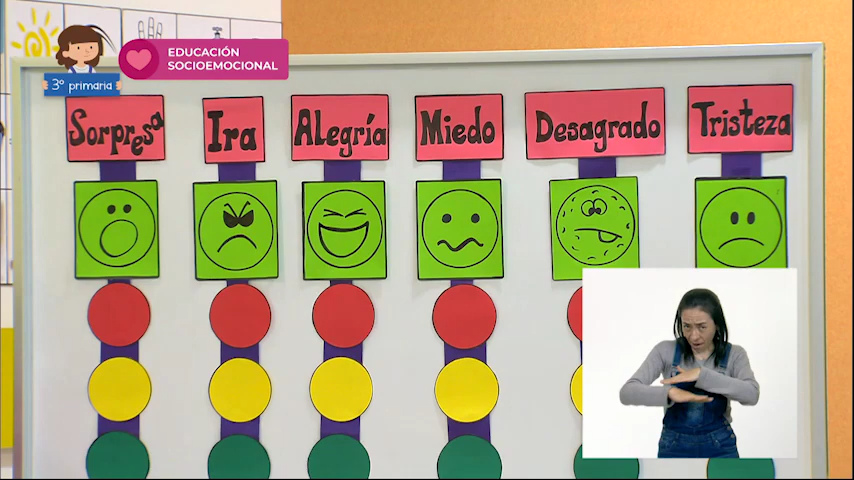 EDUCACIÓN
SOCIOEMOCIONAL
3º primaria
Sorpresa
Ira
Alegría
Miedo
Desagrado
Tristeza